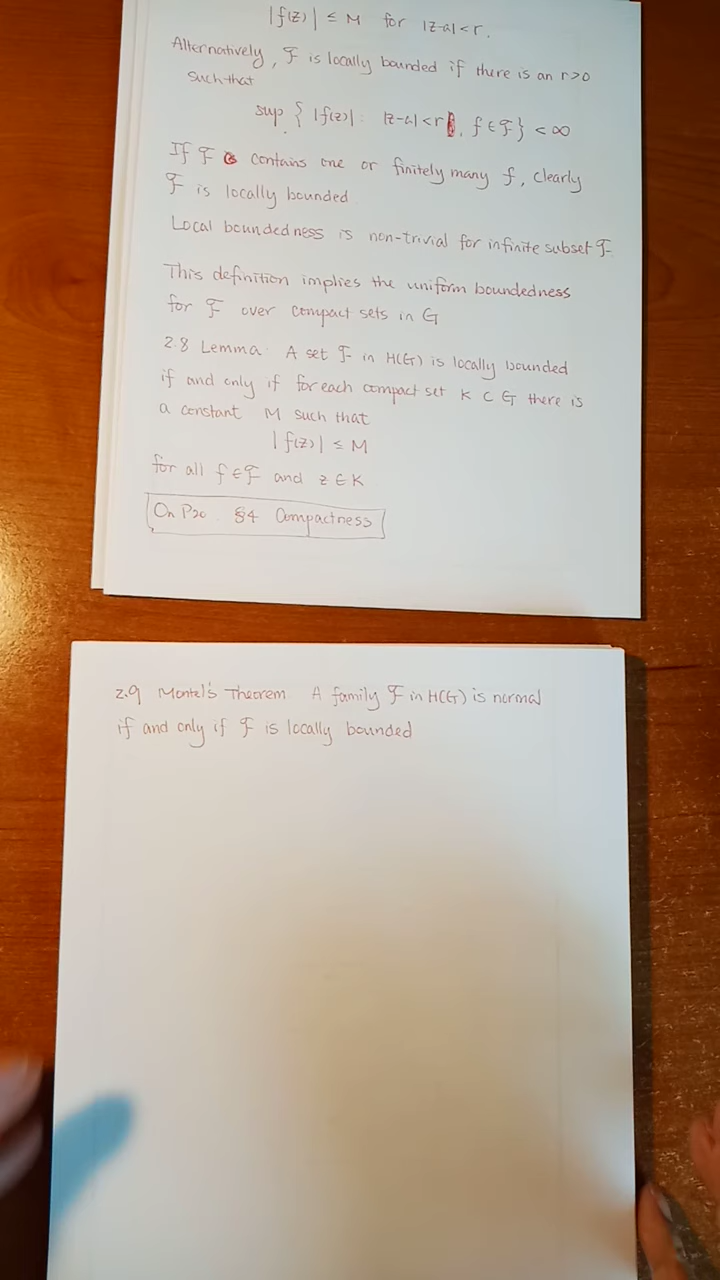 |f(z)| ≤ M for |z-a|<r.
Alternatively, F is locally bounded if there is an r>0
such that
sup { |f(z)| : |z-a|<r, f∈F } < ∞
If F contains one or finitely many f, clearly
F is locally bounded.
Local boundedness is non-trivial for infinite subset F
This definition implies the uniform boundedness
for F over compact sets in G
2.8 Lemma. A set F in H(G) is locally bounded
if and only if for each compact set K ⊂ G there is
a constant M such that
|f(z)| ≤ M
for all f∈F and z∈K
On P20 §4 Compactness
2.9 Montel's Theorem. A family F in H(G) is normal
if and only if F is locally bounded